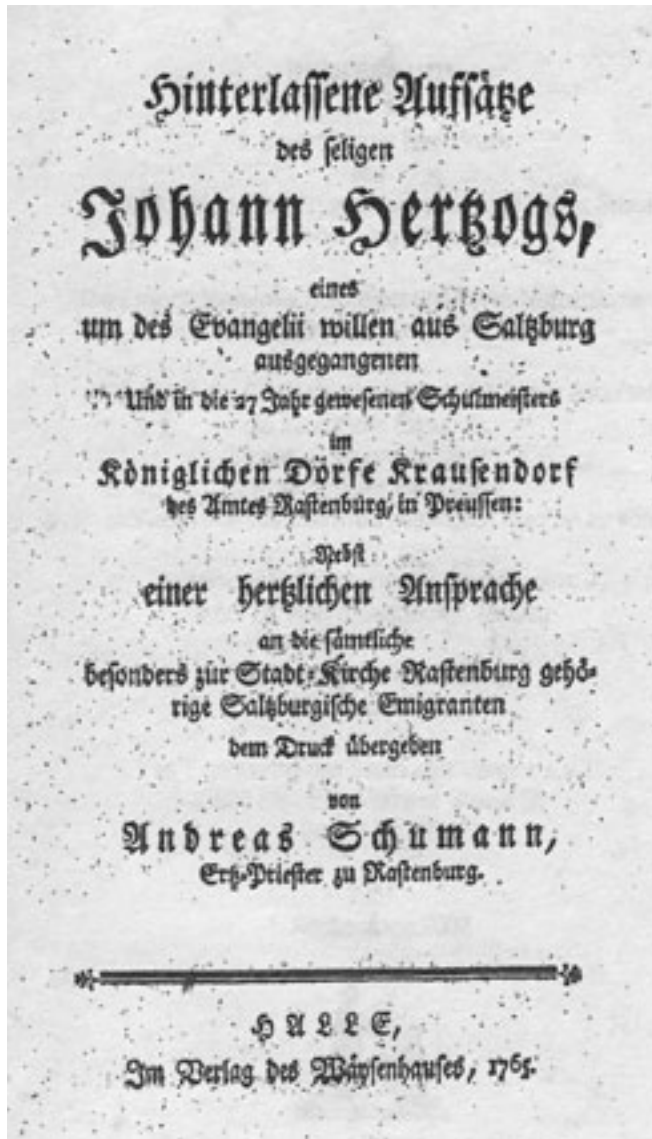 Hinterlassene Aufsätze
des seligen
Johann Hertzogs,
eines
um des Evangelii willen aus Saltzburg
ausgegangenen
Und in die 27 Jahr gewesenen Schulmeisters
im
Königlichen Dorfe Krausendorf
des Amtes Rastenburg, in Preussen:
Nebst
einer hertzlichen Ansprache
an die sämtliche
besonders zur Stadt-Kirche Rastenburg gehö-
rige Saltzburgische Emigranten
dem Druck übergeben
von
Andreas Schumann,
Ertz-Priester zu Rastenburg.
HALLE,
Im Verlag des Wäysenhauses, 1765.